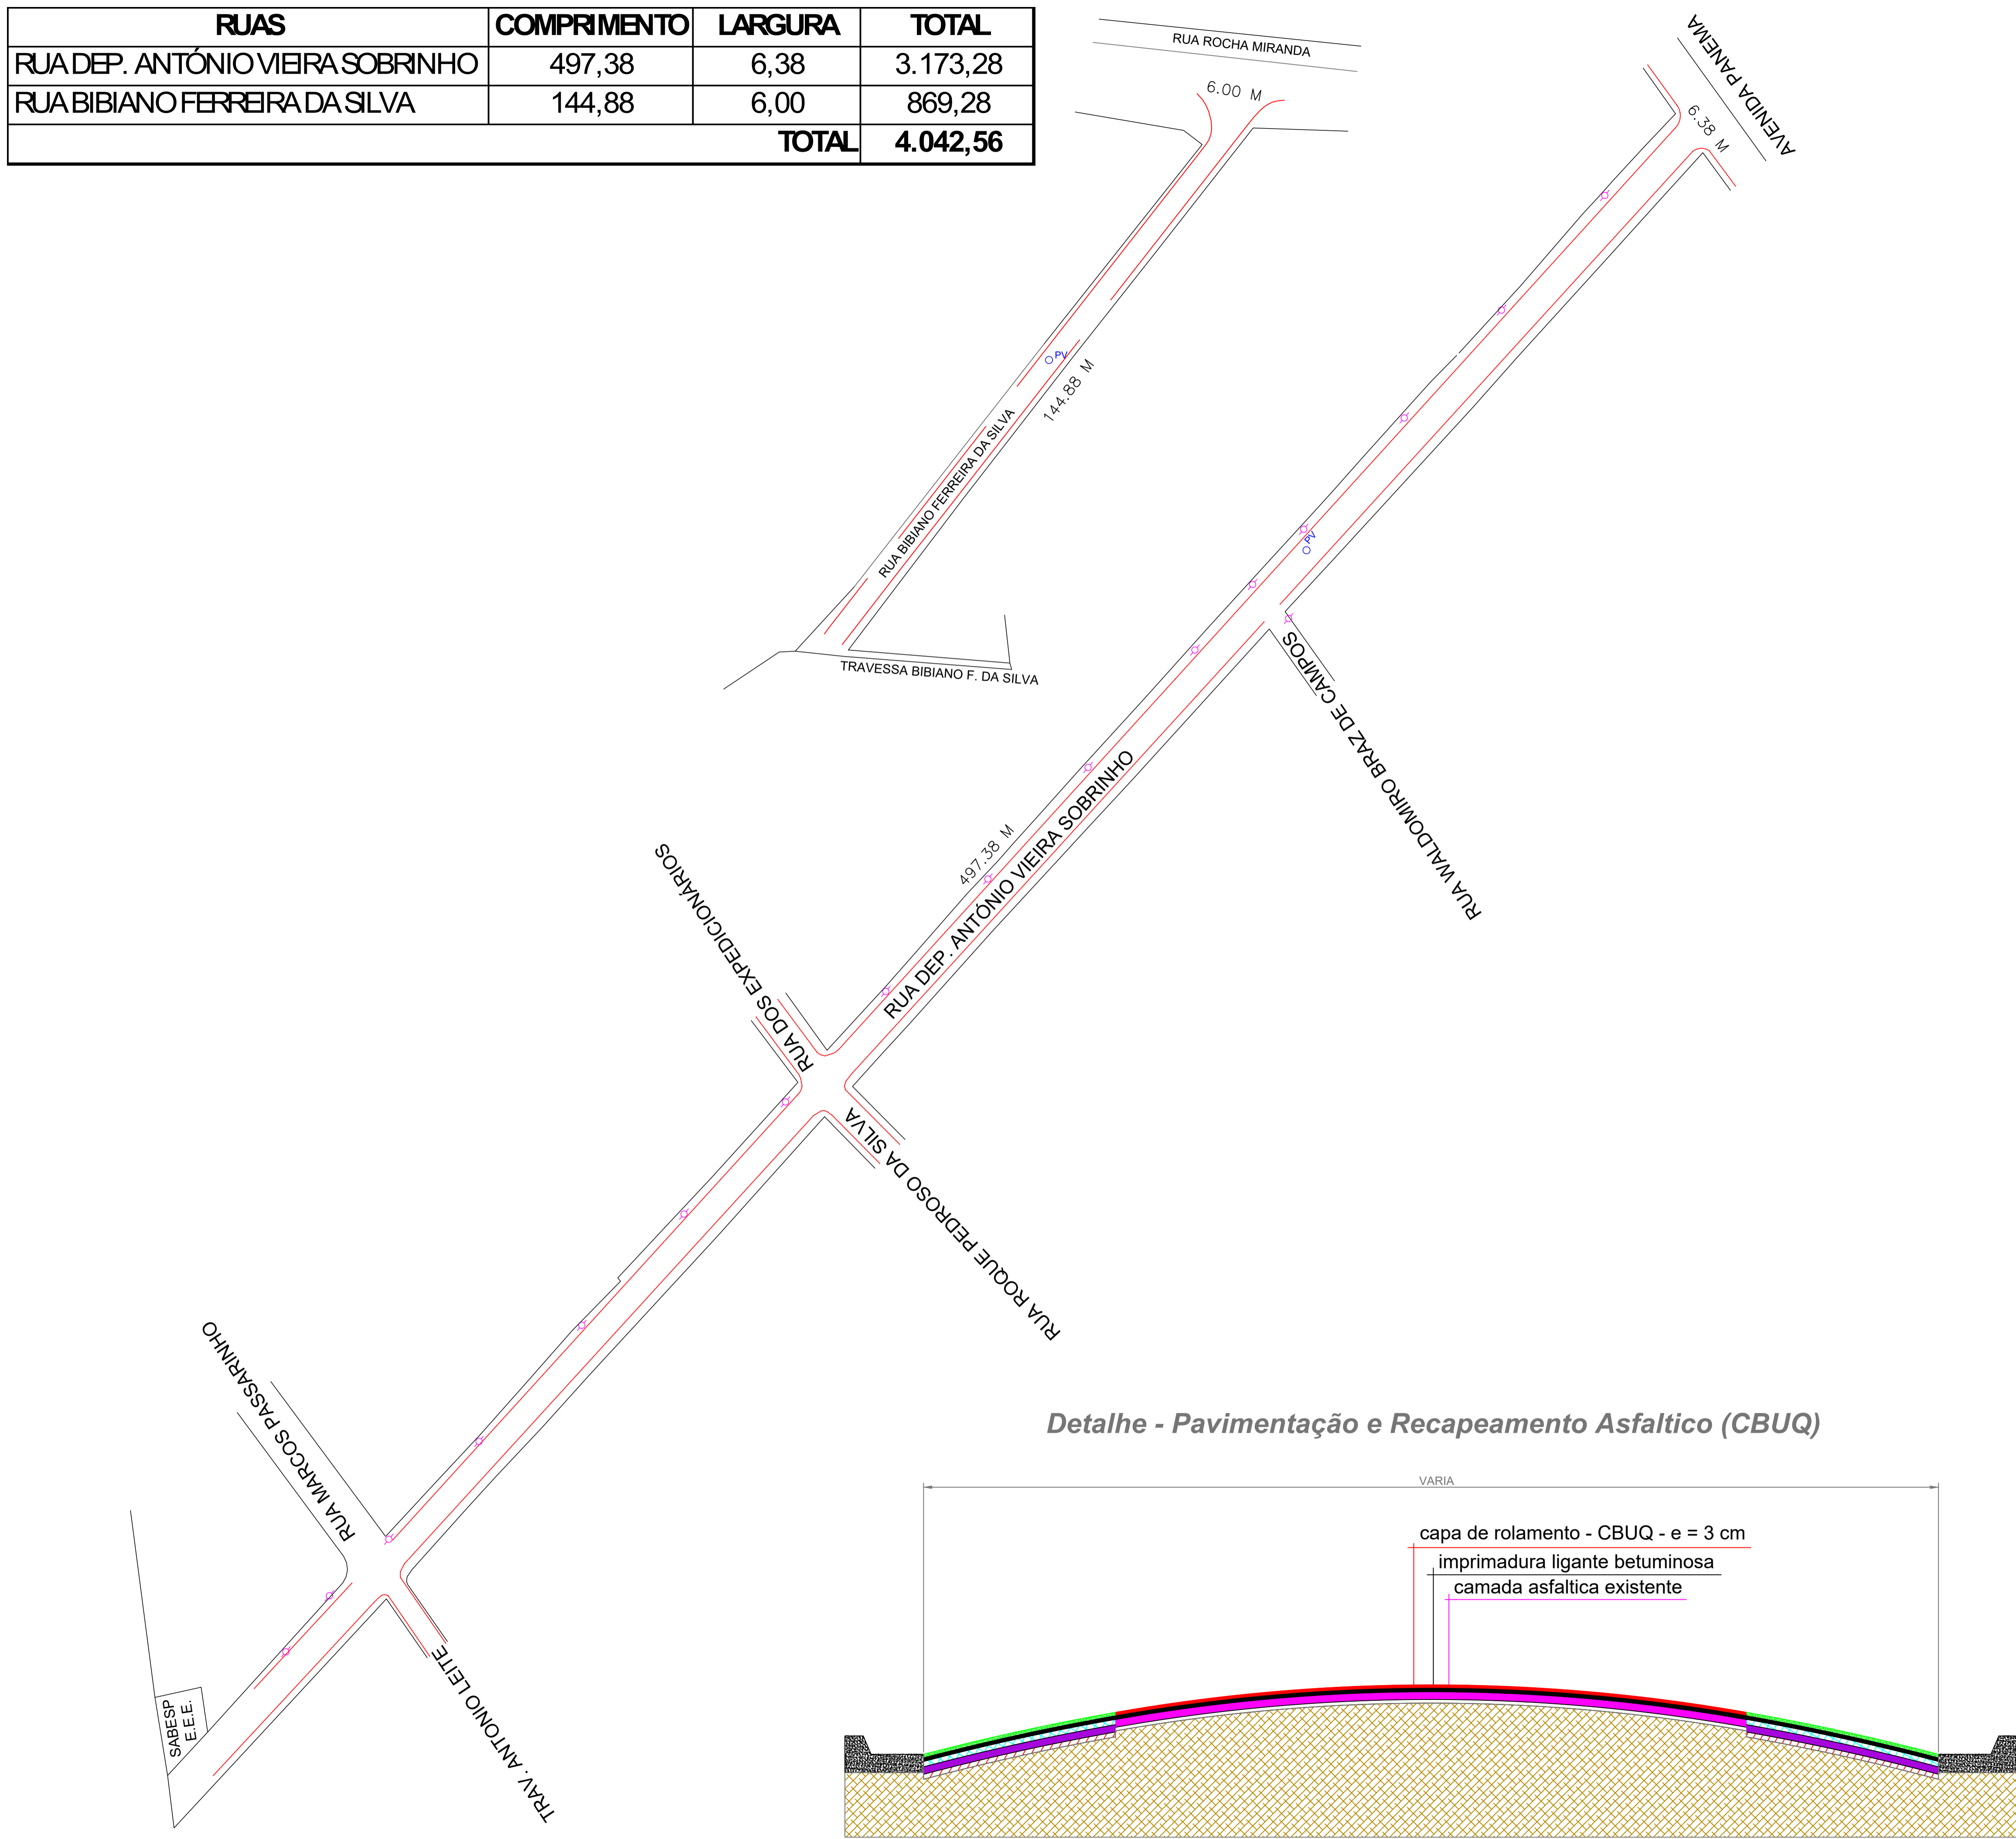 RUAS COMPRIMENTO LARGURA TOTAL
RUA DEP. ANTÓNIO VIEIRA SOBRINHO 497,38 6,38 3.173,28
RUA BIBIANO FERREIRA DA SILVA 144,88 6,00 869,28
TOTAL 4.042,56
RUA ROCHA MIRANDA
6.00 M
AVENIDA PANEMA
6.38 M
PV
144.88 M
RUA BIBIANO FERREIRA DA SILVA
TRAVESSA BIBIANO F. DA SILVA
PV
RUA WALDOMIRO BRAZ DE CAMPOS
497.38 M
RUA DEP. ANTÓNIO VIEIRA SOBRINHO
RUA DOS EXPEDICIONÁRIOS
RUA ROQUE PEDROSO DA SILVA
RUA MARCOS PASSARINHO
TRAV. ANTONIO LEITE
SABESP
E.E.E.
Detalhe - Pavimentação e Recapeamento Asfaltico (CBUQ)
VARIA
capa de rolamento - CBUQ - e = 3 cm
imprimadura ligante betuminosa
camada asfaltica existente